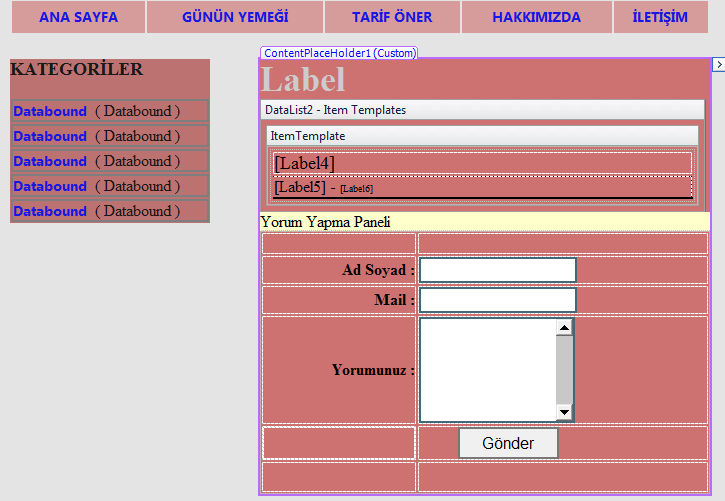 ANA SAYFA GÜNÜN YEMEĞİ TARİF ÖNER HAKKIMIZDA İLETİŞİM
KATEGORİLER
Databound ( Databound )
Databound ( Databound )
Databound ( Databound )
Databound ( Databound )
Databound ( Databound )
ContentPlaceHolder1 (Custom)
Label
DataList2 - Item Templates
ItemTemplate
[Label4]
[Label5] - [Label6]
Yorum Yapma Paneli
Ad Soyad :
Mail :
Yorumunuz :
Gönder